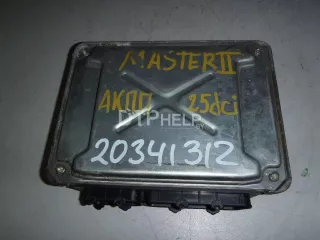 MASTER II
АКПП 2.5dci
DTPHELP
20341312